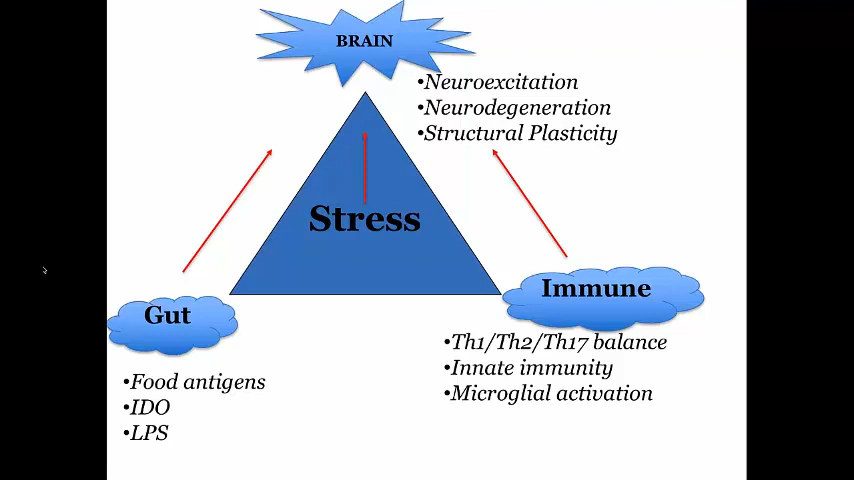 BRAIN
•Neuroexcitation
•Neurodegeneration
•Structural Plasticity
Stress
Immune
Gut
•Th1/Th2/Th17 balance
•Innate immunity
•Microglial activation
•Food antigens
•IDO
•LPS